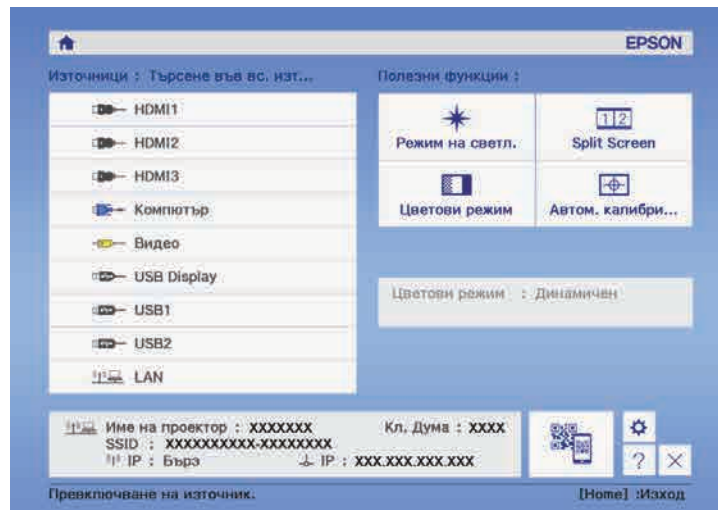 EPSON
Източници : Търсене във вс. изт...
HDMI1
HDMI2
HDMI3
Компютър
Видео
USB Display
USB1
USB2
LAN
Полезни функции :
Режим на светл.
1 2
Split Screen
Цветови режим
Автом. калибри...
Цветови режим : Динамичен
Име на проектор : XXXXXXX
Кл. Дума : XXXX
SSID : XXXXXXXXXX-XXXXXXXX
IP : Бърз
IP : XXX.XXX.XXX.XXX
?
Превключване на източник.
[Home] :Изход